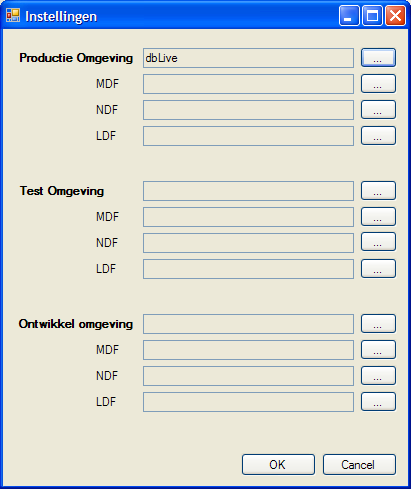 Instellingen
Productie Omgeving dbLive ...
MDF ...
NDF ...
LDF ...
Test Omgeving ...
MDF ...
NDF ...
LDF ...
Ontwikkel omgeving ...
MDF ...
NDF ...
LDF ...
OK Cancel